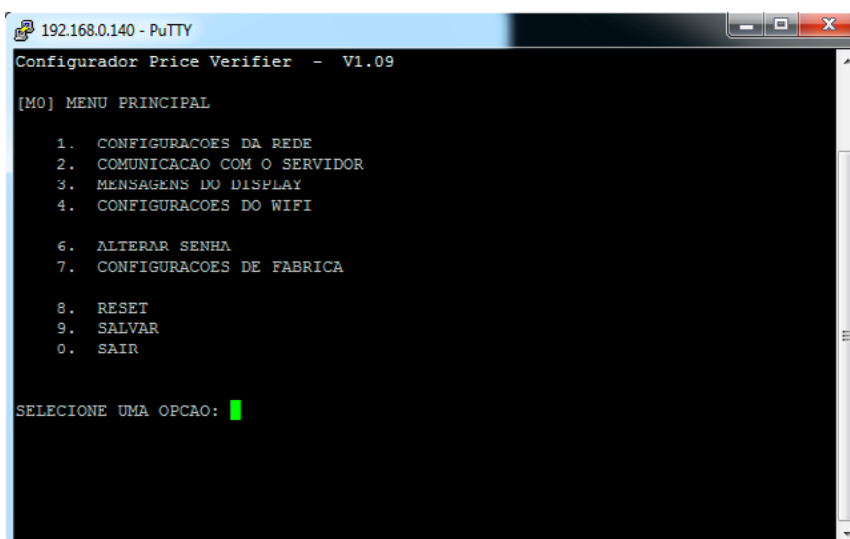 192.168.0.140 - PuTTY
Configurador Price Verifier - V1.09
[M0] MENU PRINCIPAL
1. CONFIGURACOES DA REDE
2. COMUNICACAO COM O SERVIDOR
3. MENSAGENS DO DISPLAY
4. CONFIGURACOES DO WIFI
6. ALTERAR SENHA
7. CONFIGURACOES DE FABRICA
8. RESET
9. SALVAR
0. SAIR
SELECIONE UMA OPCAO: